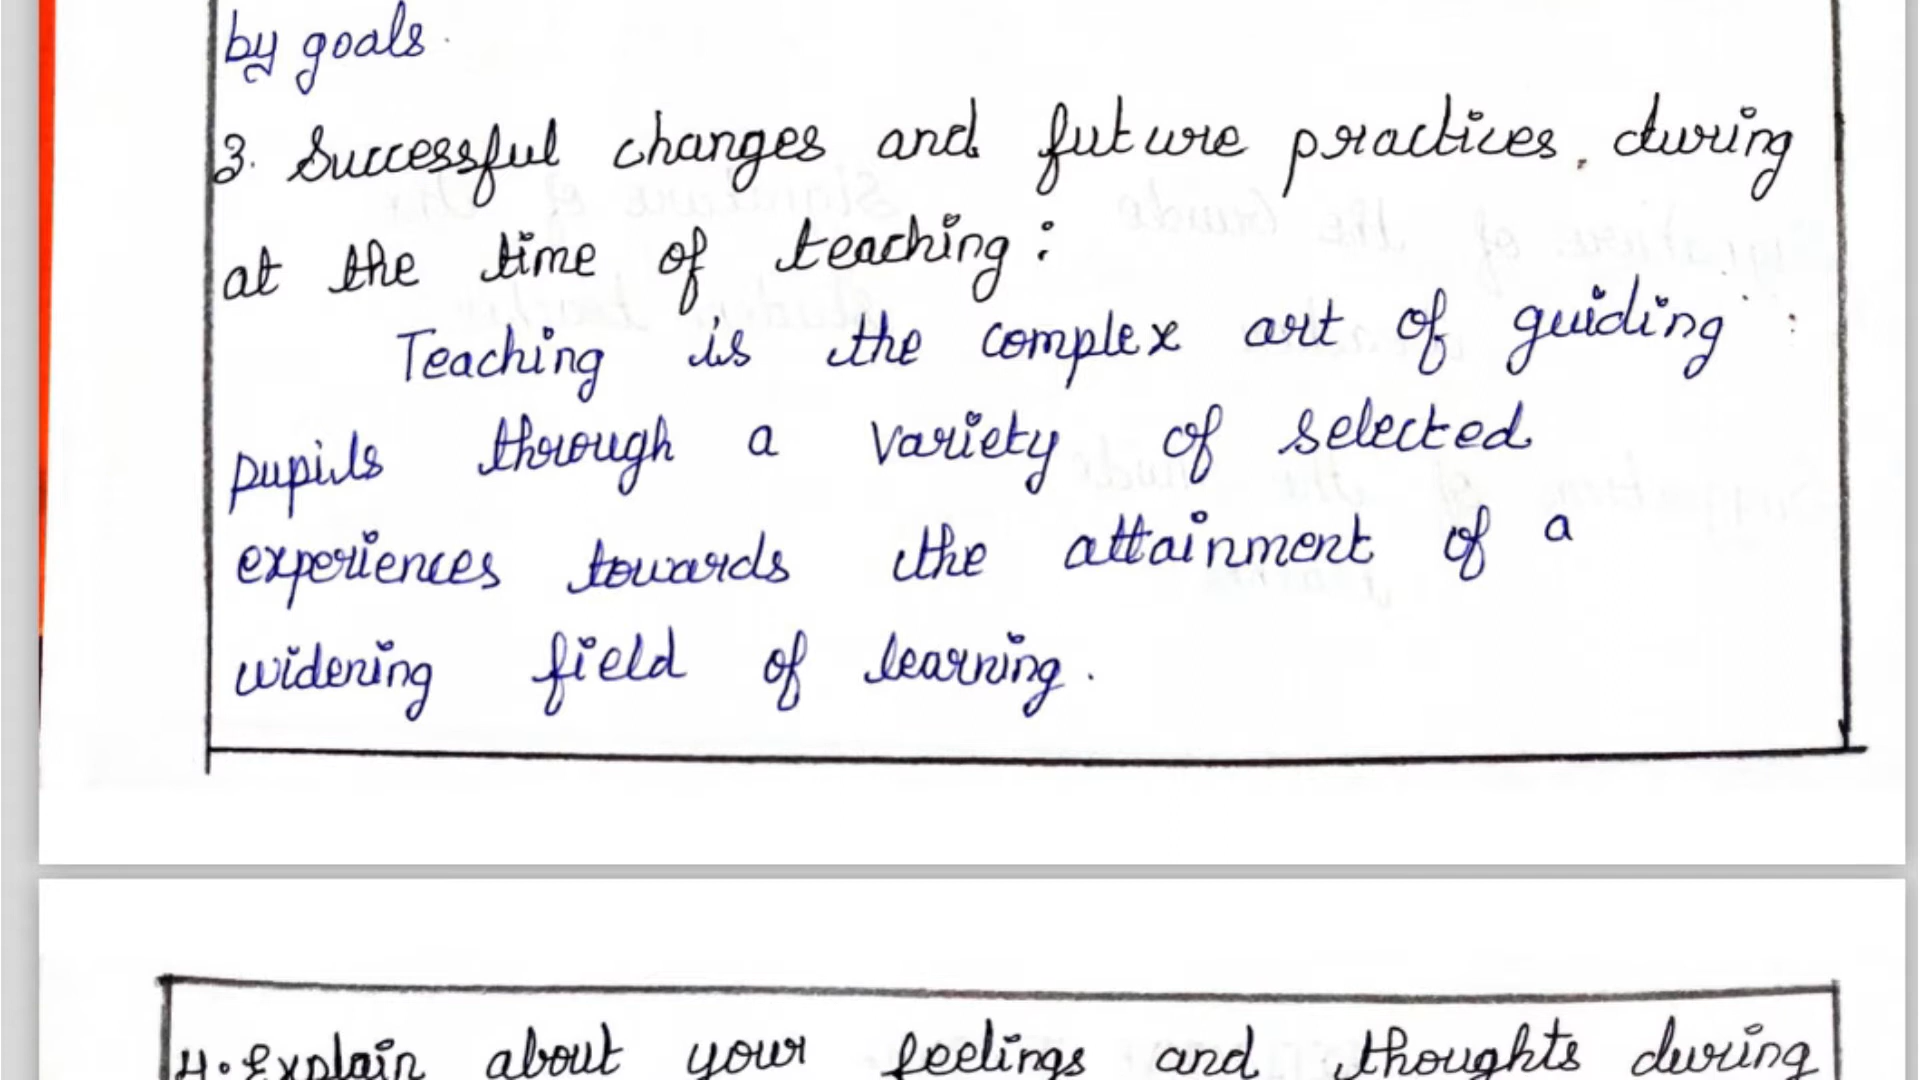 by goals.
3. Successful changes and future practices, during
at the time of teaching:
Teaching is the complex art of guiding
pupils through a variety of selected
experiences towards the attainment of a
widening field of learning.
4. Explain about your feelings and thoughts during